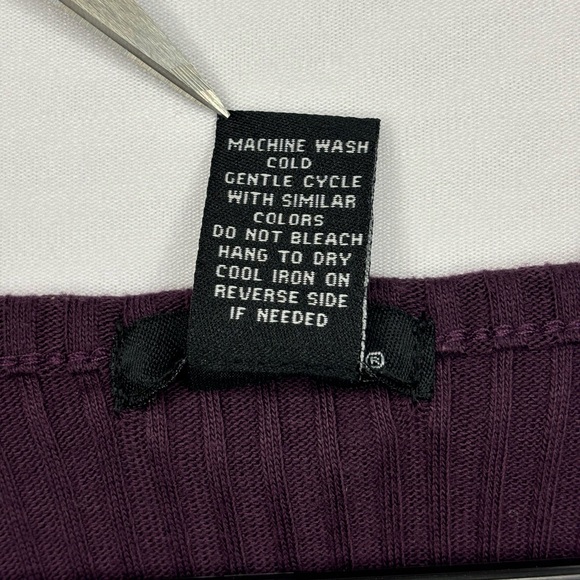 MACHINE WASH
COLD
GENTLE CYCLE
WITH SIMILAR
COLORS
DO NOT BLEACH
HANG TO DRY
COOL IRON ON
REVERSE SIDE
IF NEEDED
®